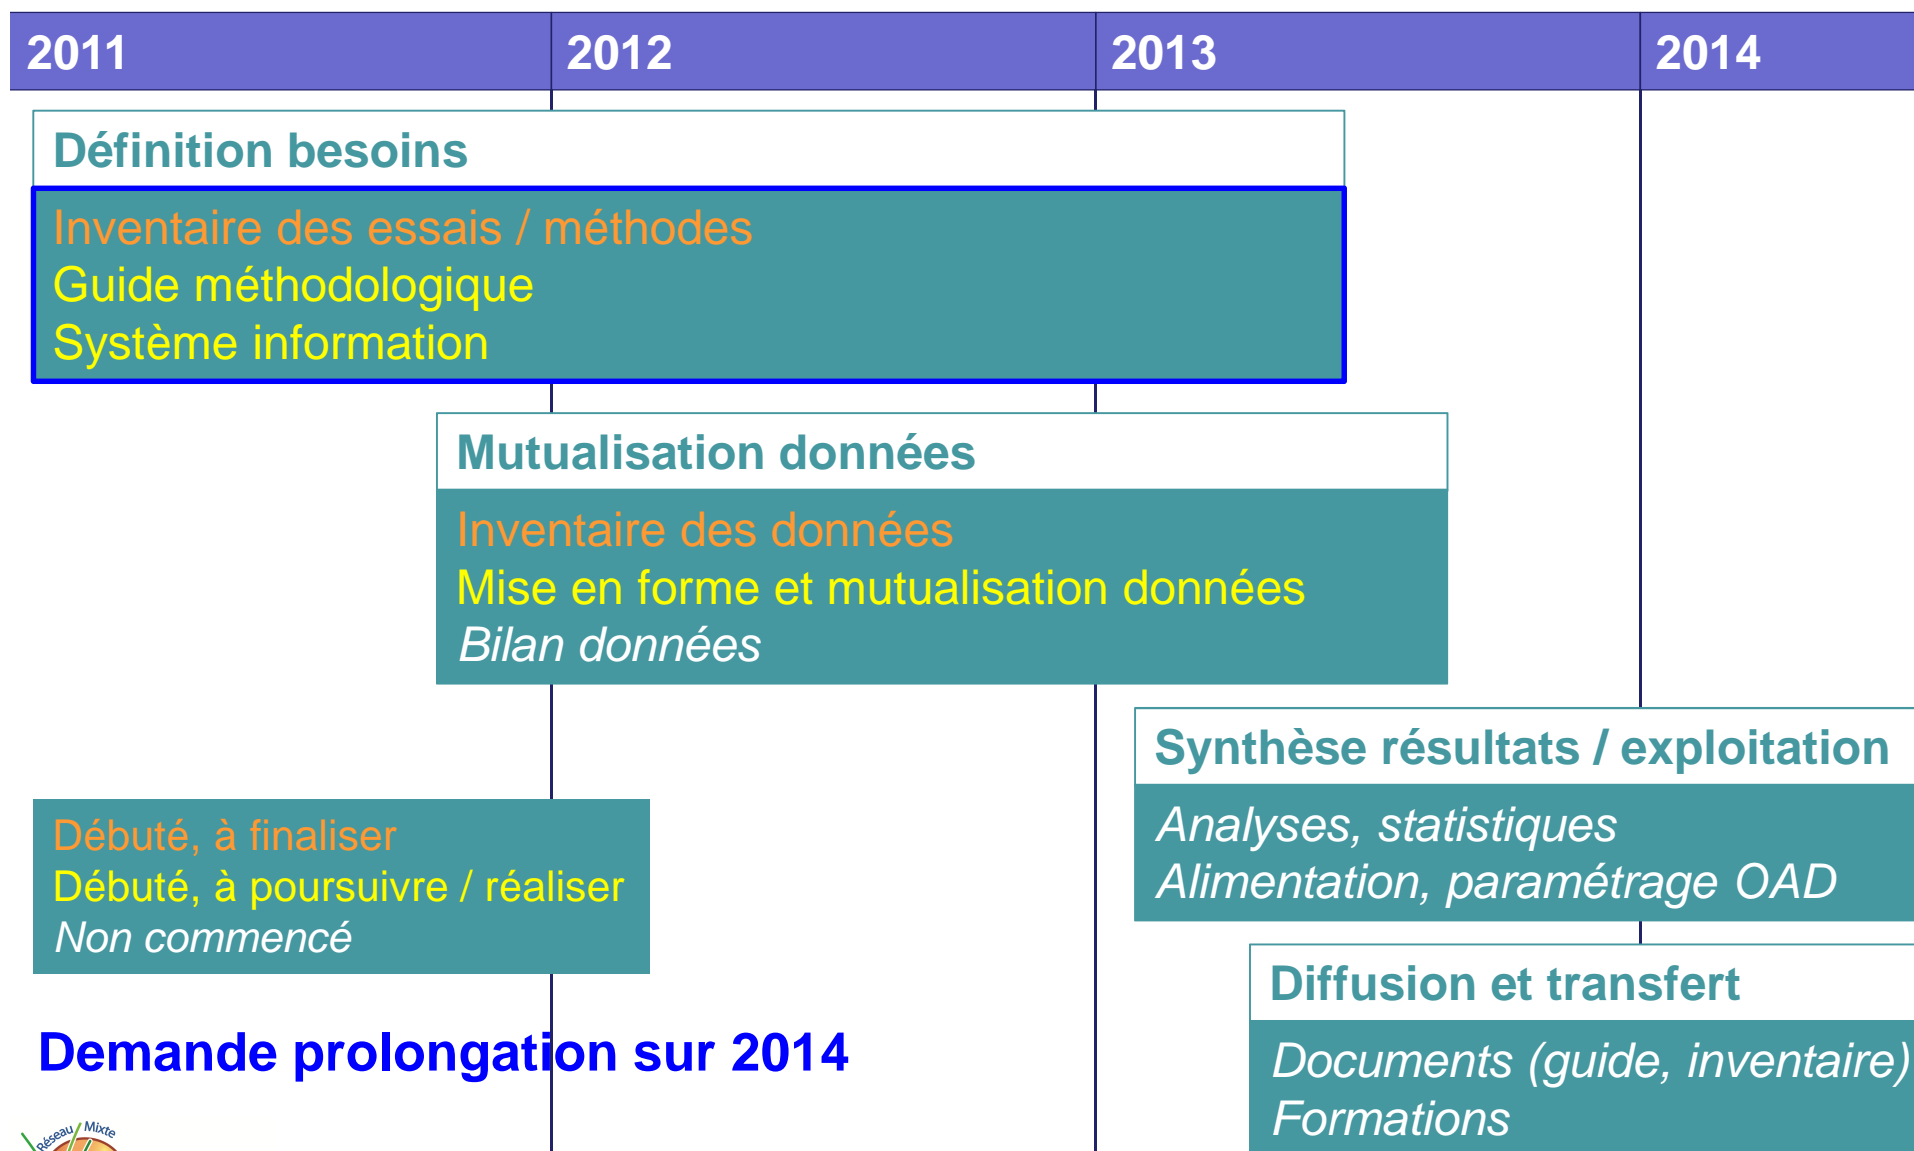 2011 2012 2013 2014
Définition besoins
Inventaire des essais / méthodes
Guide méthodologique
Système information
Mutualisation données
Inventaire des données
Mise en forme et mutualisation données
Bilan données
Synthèse résultats / exploitation
Analyses, statistiques
Alimentation, paramétrage OAD
Débuté, à finaliser
Débuté, à poursuivre / réaliser
Non commencé
Diffusion et transfert
Documents (guide, inventaire)
Formations
Demande prolongation sur 2014
Réseau Mixte